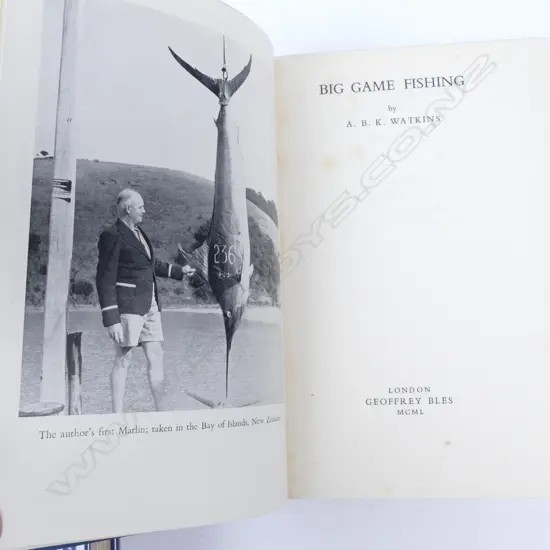 236
The author's first Marlin; taken in the Bay of Islands, New Zealand
BIG GAME FISHING
by
A. B. K. WATKINS
LONDON
GEOFFREY BLES
MCML